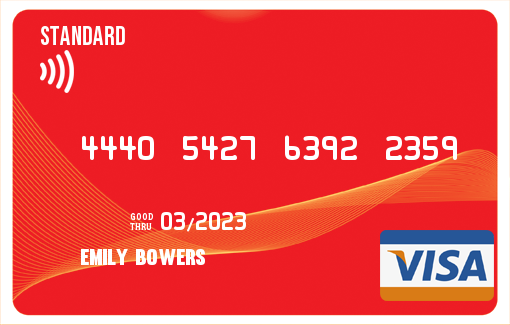 STANDARD
4440 5427 6392 2359
GOOD
THRU 03/2023
EMILY BOWERS
VISA